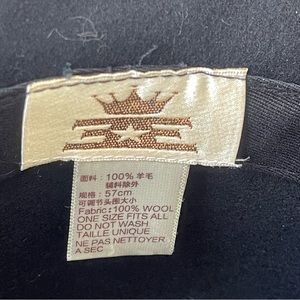 面料：100%羊毛
辅料除外
规格：57cm
可调节头围大小
Fabric:100% WOOL
ONE SIZE FITS ALL
DO NOT WASH
TAILLE UNIQUE
NE PAS NETTOYER
A SEC